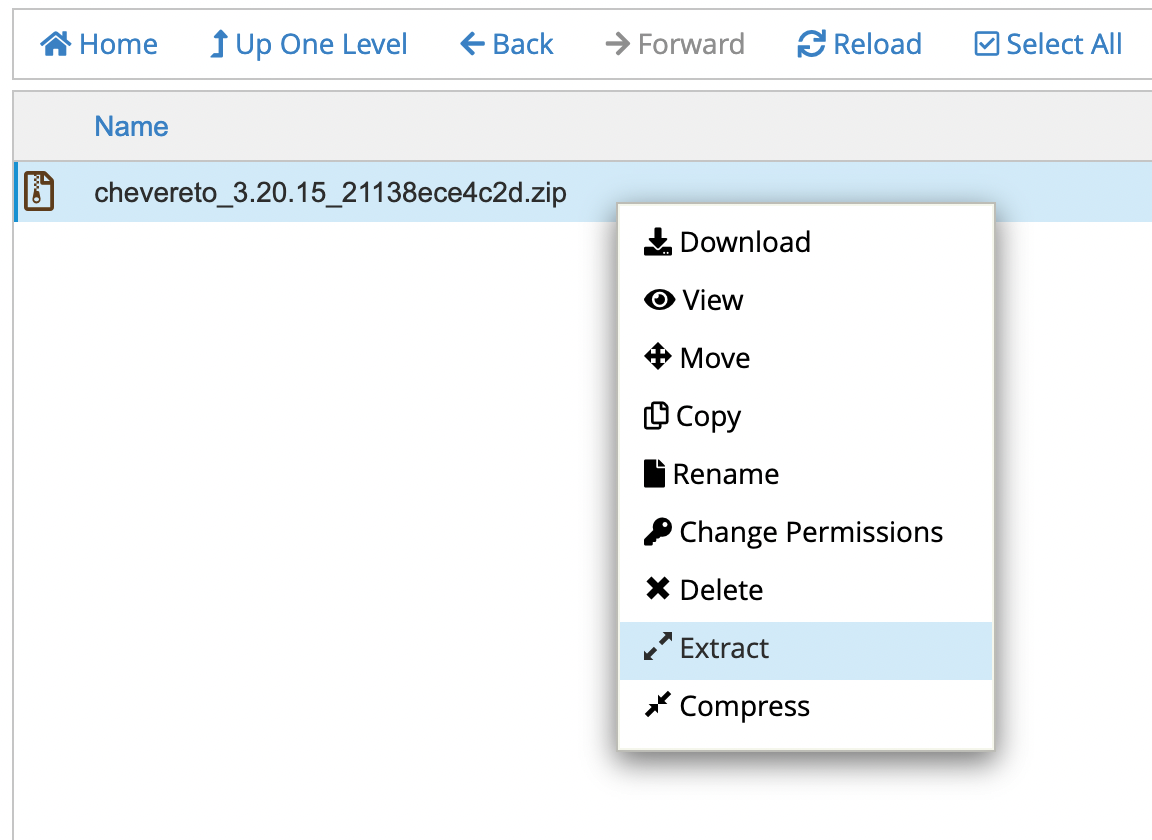 Home Up One Level Back Forward Reload Select All
Name
chevereto_3.20.15_21138ece4c2d.zip
Download
View
Move
Copy
Rename
Change Permissions
Delete
Extract
Compress